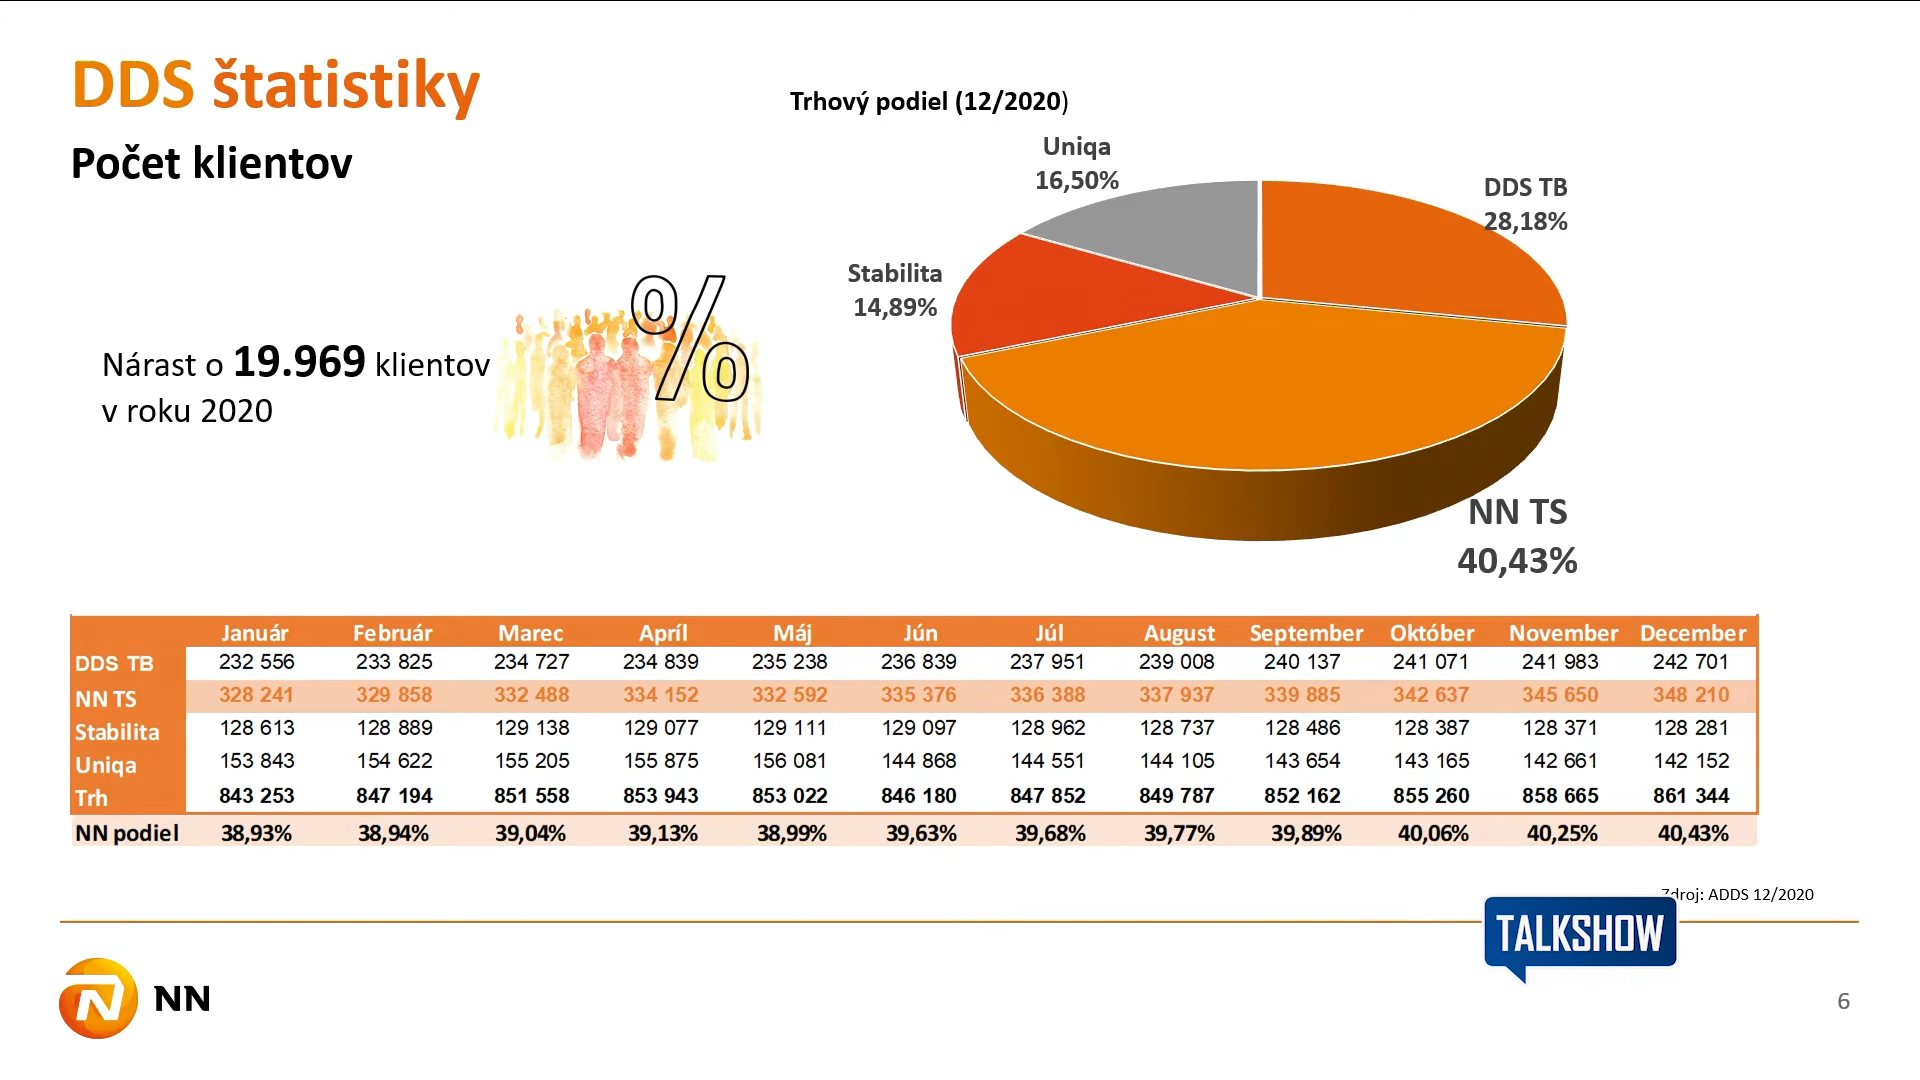 DDS štatistiky
Počet klientov
Nárast o 19.969 klientov
v roku 2020
%
Trhový podiel (12/2020)
Uniqa
16,50%
DDS TB
28,18%
Stabilita
14,89%
NN TS
40,43%
Január Február Marec Apríl Máj Jún Júl August September Október November December
DDS TB 232 556 233 825 234 727 234 839 235 238 236 839 237 951 239 008 240 137 241 071 241 983 242 701
NN TS 328 241 329 858 332 488 334 152 332 592 335 376 336 388 337 937 339 885 342 637 345 650 348 210
Stabilita 128 613 128 889 129 138 129 077 129 111 129 097 128 962 128 737 128 486 128 387 128 371 128 281
Uniqa 153 843 154 622 155 205 155 875 156 081 144 868 144 551 144 105 143 654 143 165 142 661 142 152
Trh 843 253 847 194 851 558 853 943 853 022 846 180 847 852 849 787 852 162 855 260 858 665 861 344
NN podiel 38,93% 38,94% 39,04% 39,13% 38,99% 39,63% 39,68% 39,77% 39,89% 40,06% 40,25% 40,43%
Zdroj: ADDS 12/2020
TALKSHOW
NN
6